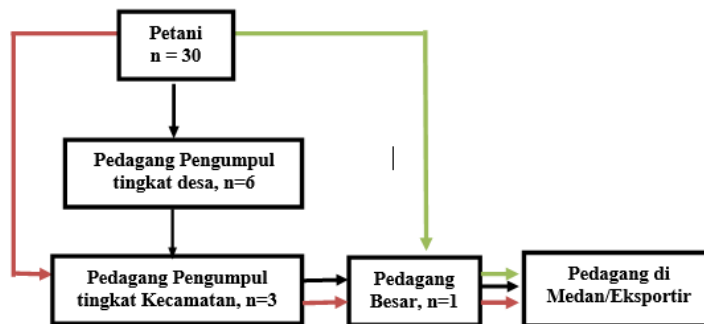 Petani
n = 30
Pedagang Pengumpul
tingkat desa, n=6
Pedagang Pengumpul
tingkat Kecamatan, n=3
Pedagang
Besar, n=1
Pedagang di
Medan/Eksportir